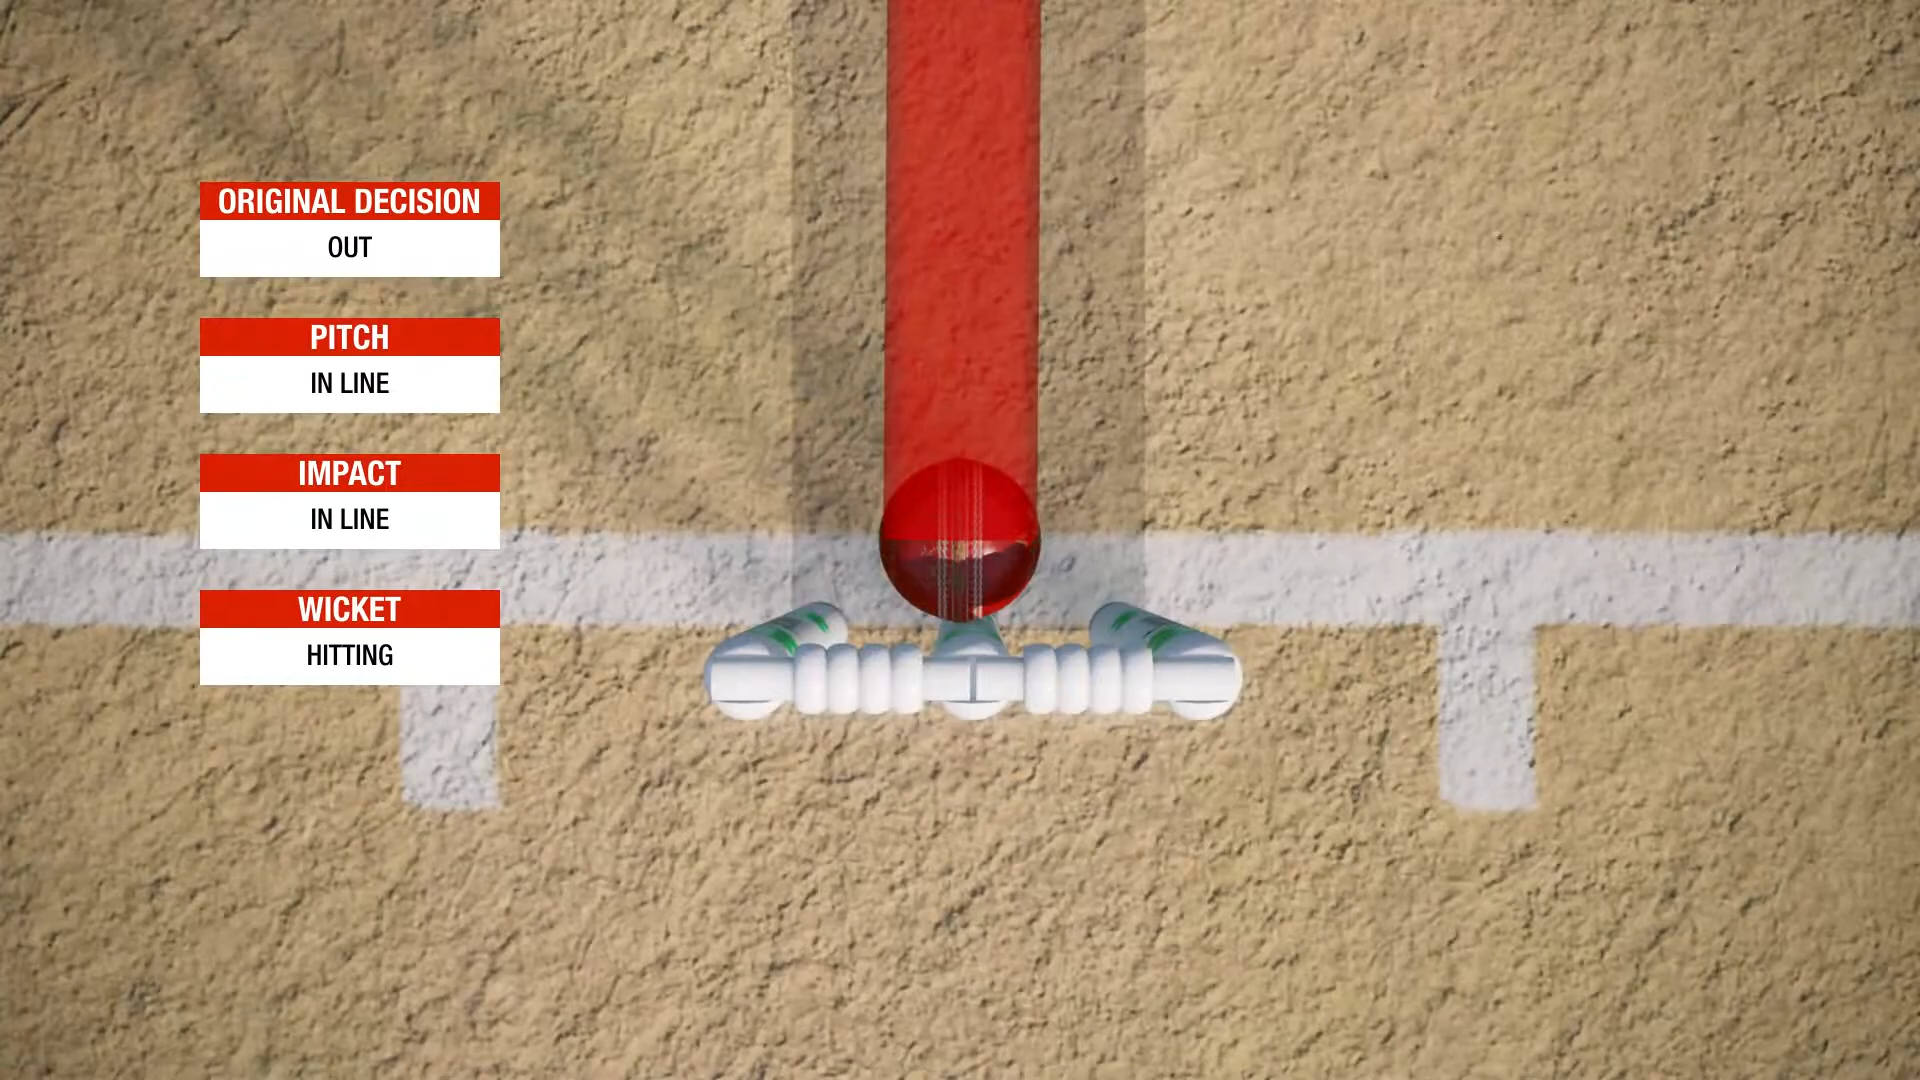 ORIGINAL DECISION
OUT
PITCH
IN LINE
IMPACT
IN LINE
WICKET
HITTING